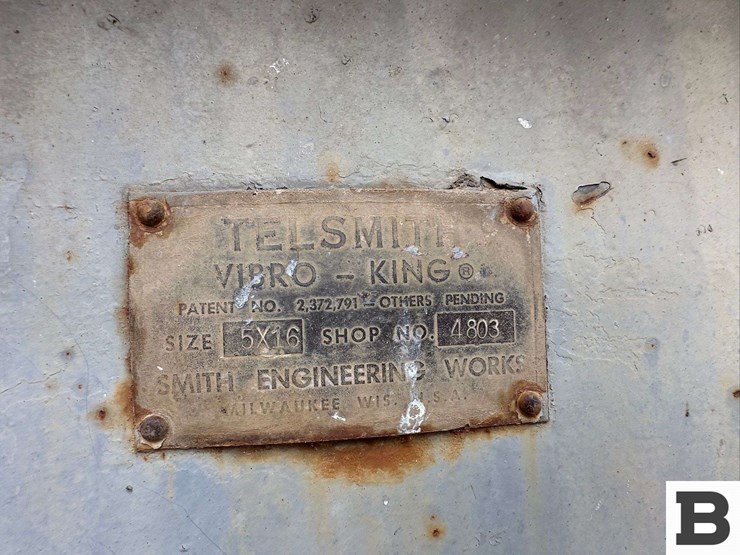 TELSMITH
VIBRO - KING®
PATENT NO. 2,372,791 - OTHERS PENDING
SIZE 5X16 SHOP NO. 4803
SMITH ENGINEERING WORKS
MILWAUKEE WIS. U.S.A.
B